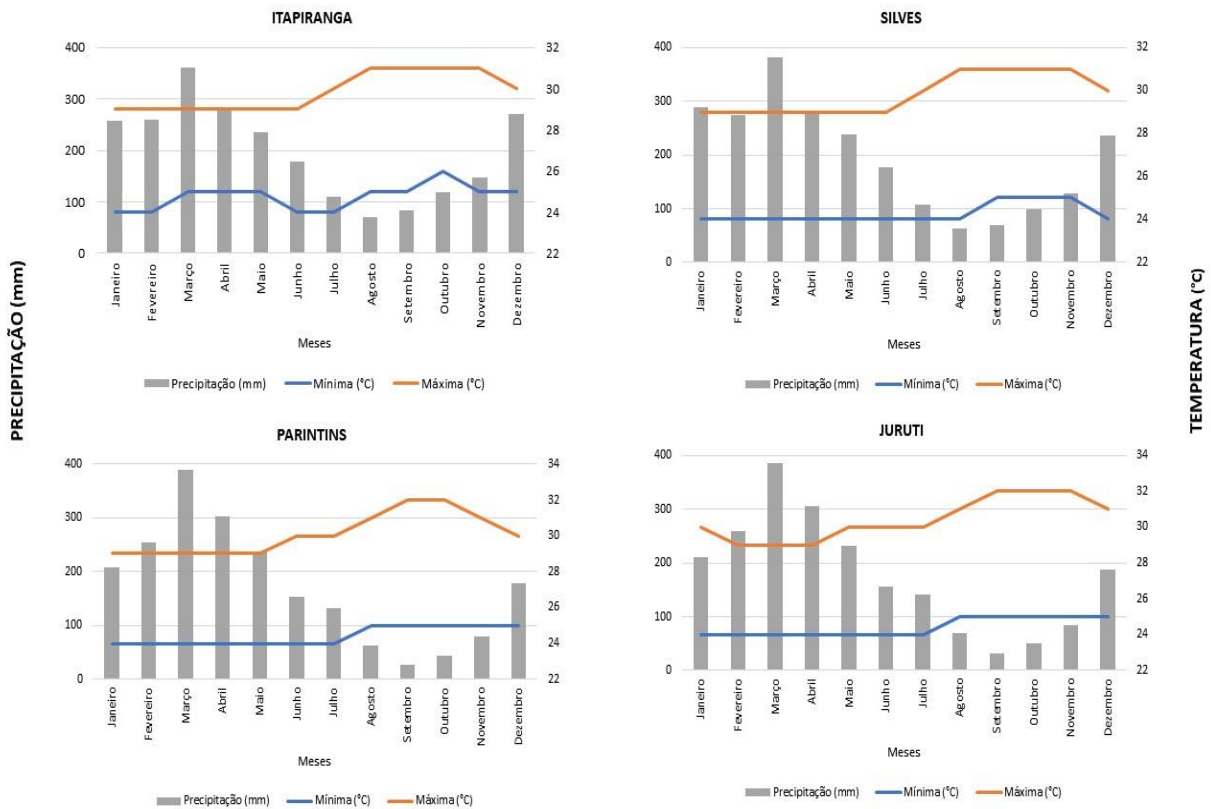 ITAPIRANGA
400
300
200
100
0
32
30
28
26
24
22
Janeiro
Fevereiro
Março
Abril
Maio
Junho
Julho
Agosto
Setembro
Outubro
Novembro
Dezembro
Meses
Precipitação (mm) Mínima (°C) Máxima (°C)
SILVES
400
300
200
100
0
32
30
28
26
24
22
Janeiro
Fevereiro
Março
Abril
Maio
Junho
Julho
Agosto
Setembro
Outubro
Novembro
Dezembro
Meses
Precipitação (mm) Mínima (°C) Máxima (°C)
PRECIPITAÇÃO (mm)
TEMPERATURA (°C)
PARINTINS
400
300
200
100
0
34
32
30
28
26
24
22
Janeiro
Fevereiro
Março
Abril
Maio
Junho
Julho
Agosto
Setembro
Outubro
Novembro
Dezembro
Meses
Precipitação (mm) Mínima (°C) Máxima (°C)
JURUTI
400
300
200
100
0
34
32
30
28
26
24
22
Janeiro
Fevereiro
Março
Abril
Maio
Junho
Julho
Agosto
Setembro
Outubro
Novembro
Dezembro
Meses
Precipitação (mm) Mínima (°C) Máxima (°C)